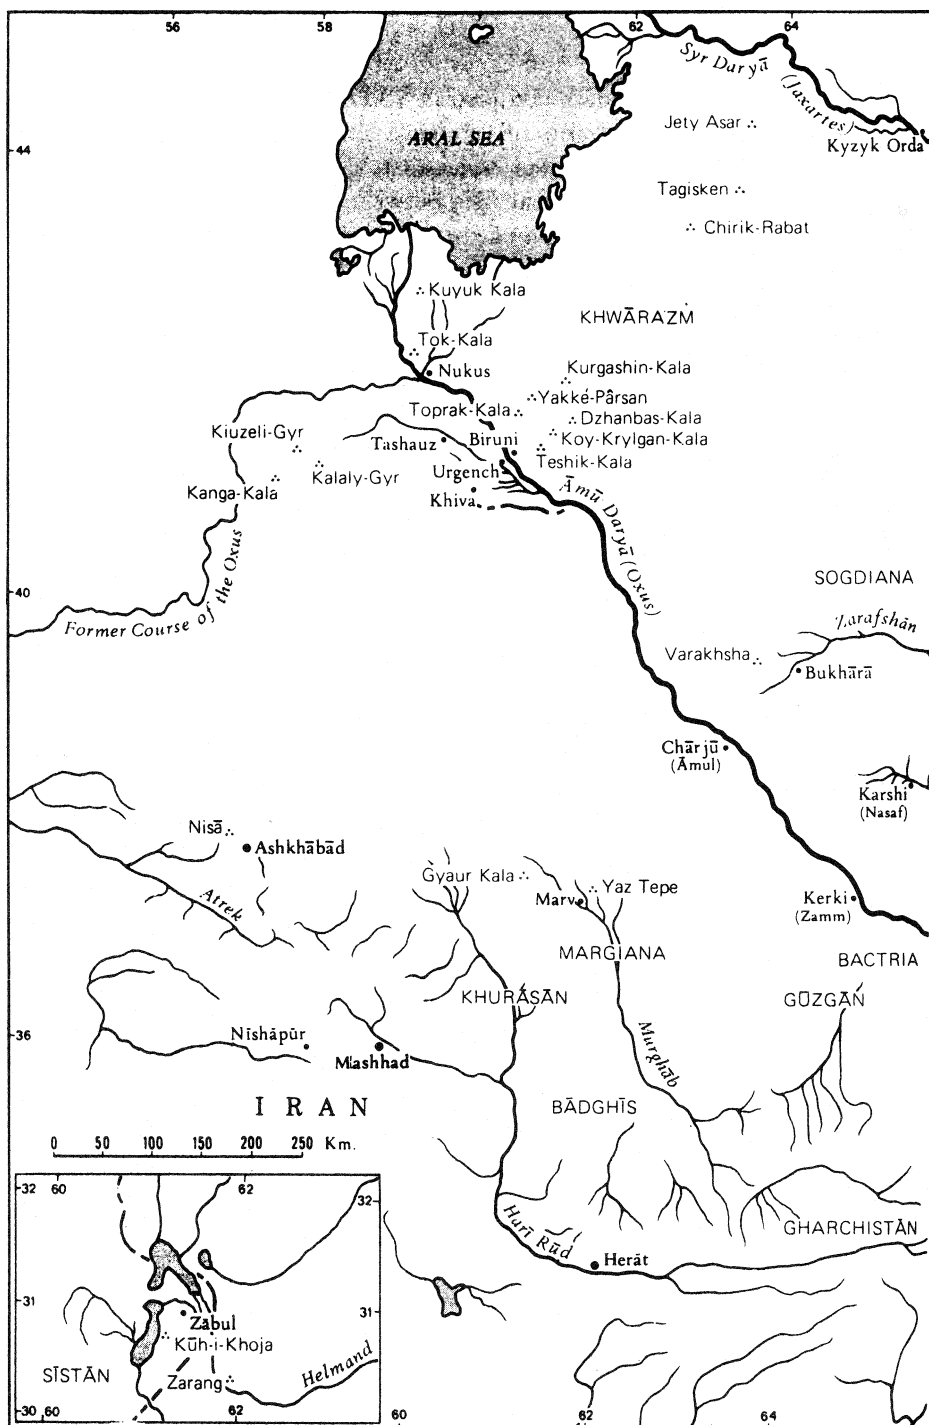 56
58
62
64
Syr Daryā
(Jaxartes)
ARAL SEA
Jety Asar
Kyzyk Orda
44
Tagisken
Chirik-Rabat
Kuyuk Kala
KHWĀRAZM
Tok-Kala
Nukus
Kurgashin-Kala
Yakké-Pârsan
Toprak-Kala
Dzhanbas-Kala
Kiuzeli-Gyr
Tashauz
Biruni
Koy-Krylgan-Kala
Teshik-Kala
Urgench
Kalaly-Gyr
Kanga-Kala
Khiva
Āmū Daryā (Oxus)
40
SOGDIANA
Former Course of the Oxus
Zarafshān
Varakhsha
Bukhārā
Chārjū
(Āmul)
Karshi
(Nasaf)
Nisā
Ashkhābād
Gyaur Kala
Marv
Yaz Tepe
Kerki
(Zamm)
Atrek
MARGIANA
BACTRIA
KHURĀSĀN
GŪZGĀN
36
Nīshāpūr
Mashhad
Murghāb
IRAN
BĀDGHĪS
0 50 100 150 200 250 Km.
32 60
62
32
GHARCHISTĀN
Harī Rūd
Herāt
31
31
Zābul
Kūh-i-Khoja
SĪSTĀN
Zarang
Helmand
30 60
62
60
62
64